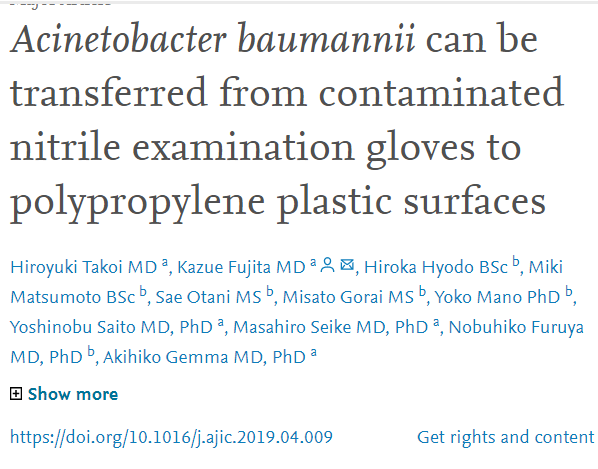 Acinetobacter baumannii can be
transferred from contaminated
nitrile examination gloves to
polypropylene plastic surfaces
Hiroyuki Takoi MD a, Kazue Fujita MD a, Hiroka Hyodo BSc b, Miki
Matsumoto BSc b, Sae Otani MS b, Misato Gorai MS b, Yoko Mano PhD b,
Yoshinobu Saito MD, PhD a, Masahiro Seike MD, PhD a, Nobuhiko Furuya
MD, PhD b, Akihiko Gemma MD, PhD a
Show more
https://doi.org/10.1016/j.ajic.2019.04.009 Get rights and content